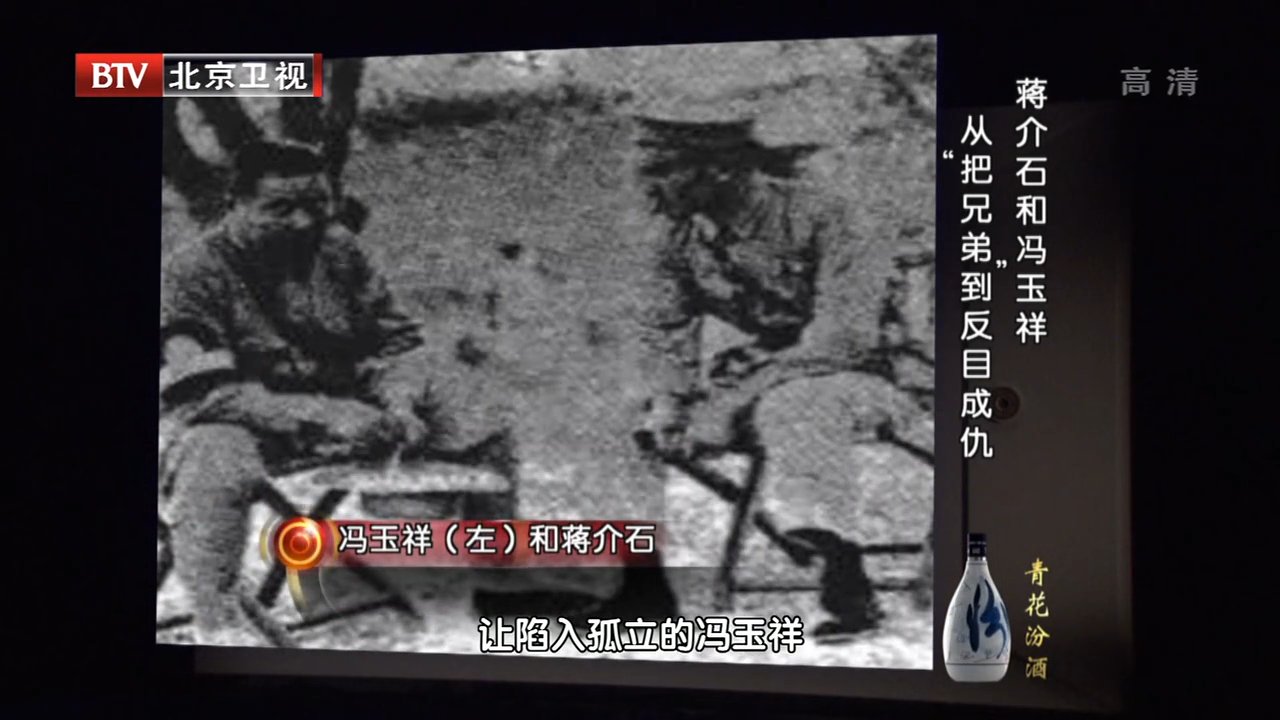 BTV 北京卫视
高清
蒋介石和冯玉祥
从“把兄弟”到反目成仇
冯玉祥（左）和蒋介石
让陷入孤立的冯玉祥
汾
青花汾酒